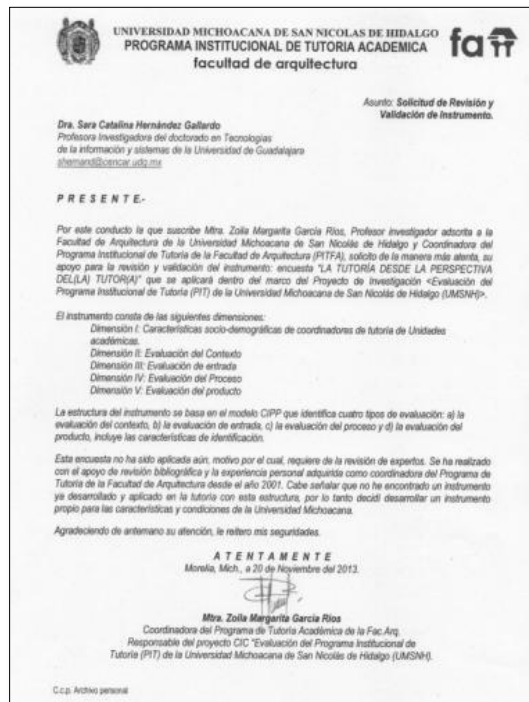 UNIVERSIDAD MICHOACANA DE SAN NICOLAS DE HIDALGO
PROGRAMA INSTITUCIONAL DE TUTORIA ACADEMICA
facultad de arquitectura
fa
Asunto: Solicitud de Revisión y
Validación de Instrumento.
Dra. Sara Catalina Hernández Gallardo
Profesora Investigadora del doctorado en Tecnologías
de la información y sistemas de la Universidad de Guadalajara
shernand@cencar.udg.mx
P R E S E N T E.-
Por este conducto la que suscribe Mtra. Zoila Margarita García Ríos, Profesor investigador adscrita a la
Facultad de Arquitectura de la Universidad Michoacana de San Nicolás de Hidalgo y Coordinadora del
Programa Institucional de Tutoría de la Facultad de Arquitectura (PITFA), solicito de la manera más atenta, su
apoyo para la revisión y validación del instrumento: encuesta "LA TUTORÍA DESDE LA PERSPECTIVA
DEL(LA) TUTOR(A)" que se aplicará dentro del marco del Proyecto de Investigación <Evaluación del
Programa Institucional de Tutoría (PIT) de la Universidad Michoacana de San Nicolás de Hidalgo (UMSNH)>.
El instrumento consta de las siguientes dimensiones:
Dimensión I: Características socio-demográficas de coordinadores de tutoría de Unidades
académicas.
Dimensión II: Evaluación del Contexto
Dimensión III: Evaluación de entrada
Dimensión IV: Evaluación del Proceso
Dimensión V: Evaluación del producto
La estructura del instrumento se basa en el modelo CIPP que identifica cuatro tipos de evaluación: a) la
evaluación del contexto, b) la evaluación de entrada, c) la evaluación del proceso y d) la evaluación del
producto, incluye las características de identificación.
Esta encuesta no ha sido aplicada aún, motivo por el cual, requiere de la revisión de expertos. Se ha realizado
con el apoyo de revisión bibliográfica y la experiencia personal adquirida como coordinadora del Programa de
Tutoría de la Facultad de Arquitectura desde el año 2001. Cabe señalar que no he encontrado un instrumento
ya desarrollado y aplicado en la tutoría con esta estructura, por lo tanto decidí desarrollar un instrumento
propio para las características y condiciones de la Universidad Michoacana.
Agradeciendo de antemano su atención, le reitero mis seguridades.
A T E N T A M E N T E
Morelia, Mich., a 20 de Noviembre del 2013.
Mtra. Zoila Margarita García Ríos
Coordinadora del Programa de Tutoría Académica de la Fac.Arq.
Responsable del proyecto CIC "Evaluación del Programa Institucional de
Tutoría (PIT) de la Universidad Michoacana de San Nicolás de Hidalgo (UMSNH).
C.c.p. Archivo personal